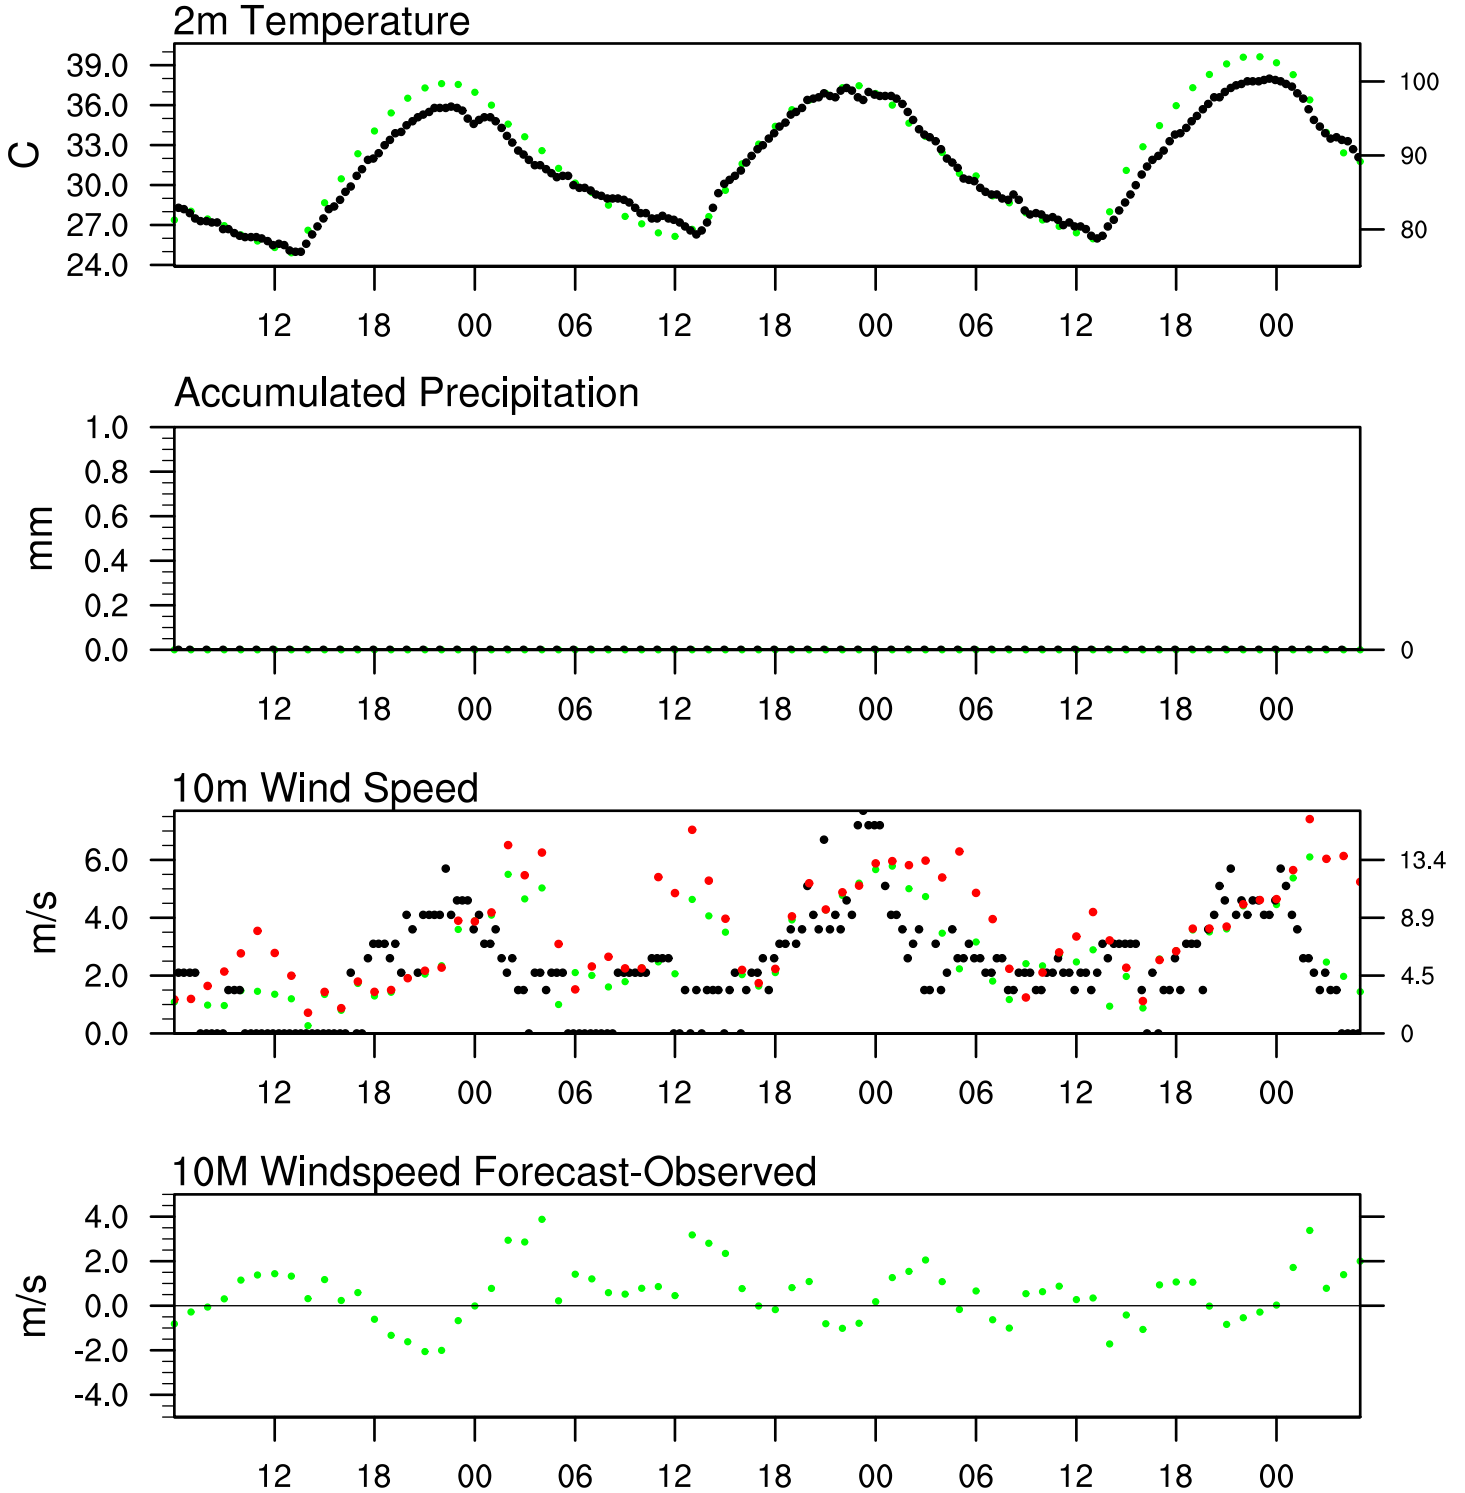 2m Temperature
39.0
36.0
33.0
30.0
27.0
24.0
C
100
90
80
12 18 00 06 12 18 00 06 12 18 00
Accumulated Precipitation
1.0
0.8
0.6
0.4
0.2
0.0
mm
0
12 18 00 06 12 18 00 06 12 18 00
10m Wind Speed
6.0
4.0
2.0
0.0
m/s
13.4
8.9
4.5
0
12 18 00 06 12 18 00 06 12 18 00
10M Windspeed Forecast-Observed
4.0
2.0
0.0
-2.0
-4.0
m/s
12 18 00 06 12 18 00 06 12 18 00